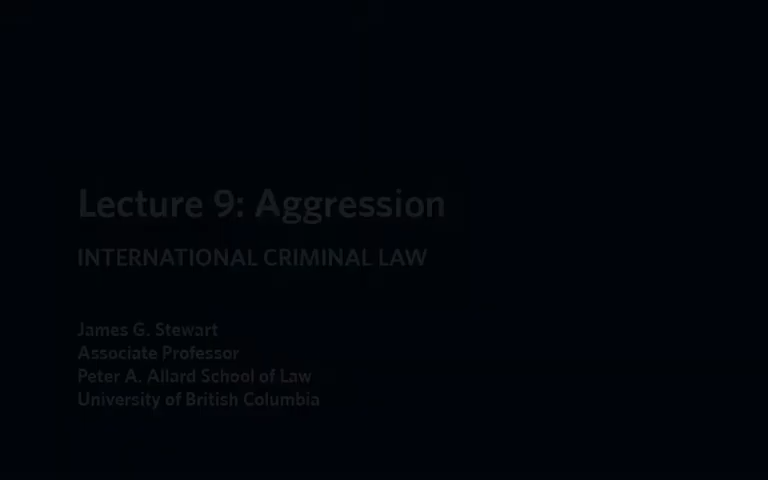 Lecture 9: Aggression
INTERNATIONAL CRIMINAL LAW
James G. Stewart
Associate Professor
Peter A. Allard School of Law
University of British Columbia